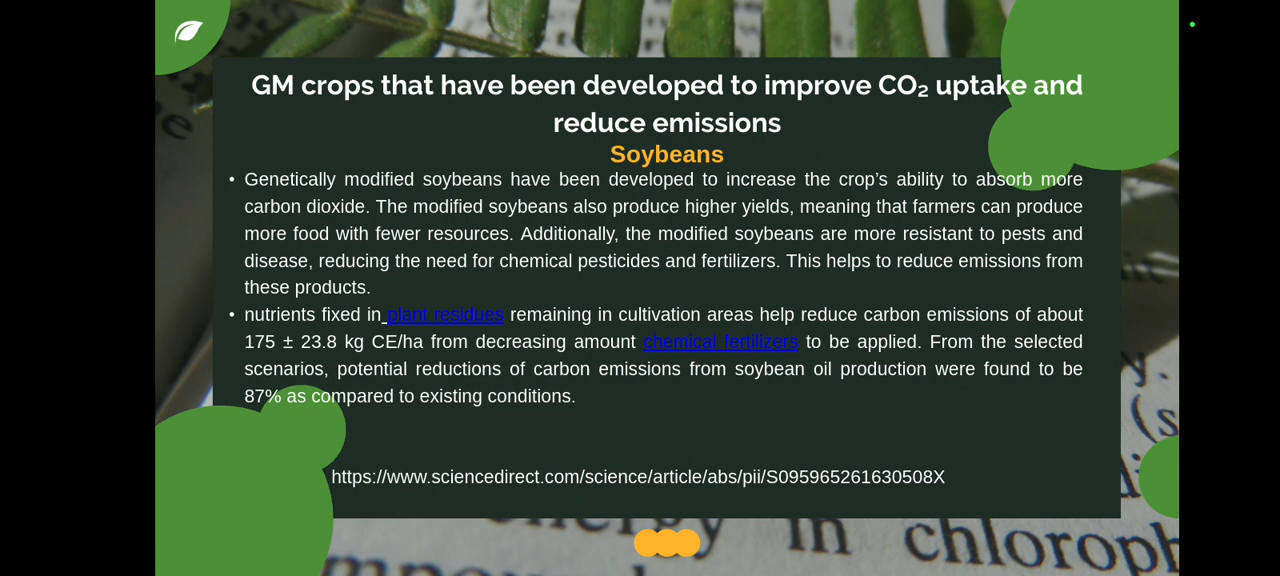 GM crops that have been developed to improve CO₂ uptake and
reduce emissions
Soybeans
• Genetically modified soybeans have been developed to increase the crop’s ability to absorb more
carbon dioxide. The modified soybeans also produce higher yields, meaning that farmers can produce
more food with fewer resources. Additionally, the modified soybeans are more resistant to pests and
disease, reducing the need for chemical pesticides and fertilizers. This helps to reduce emissions from
these products.
• nutrients fixed in plant residues remaining in cultivation areas help reduce carbon emissions of about
175 ± 23.8 kg CE/ha from decreasing amount chemical fertilizers to be applied. From the selected
scenarios, potential reductions of carbon emissions from soybean oil production were found to be
87% as compared to existing conditions.
https://www.sciencedirect.com/science/article/abs/pii/S095965261630508X
energy in chloroph